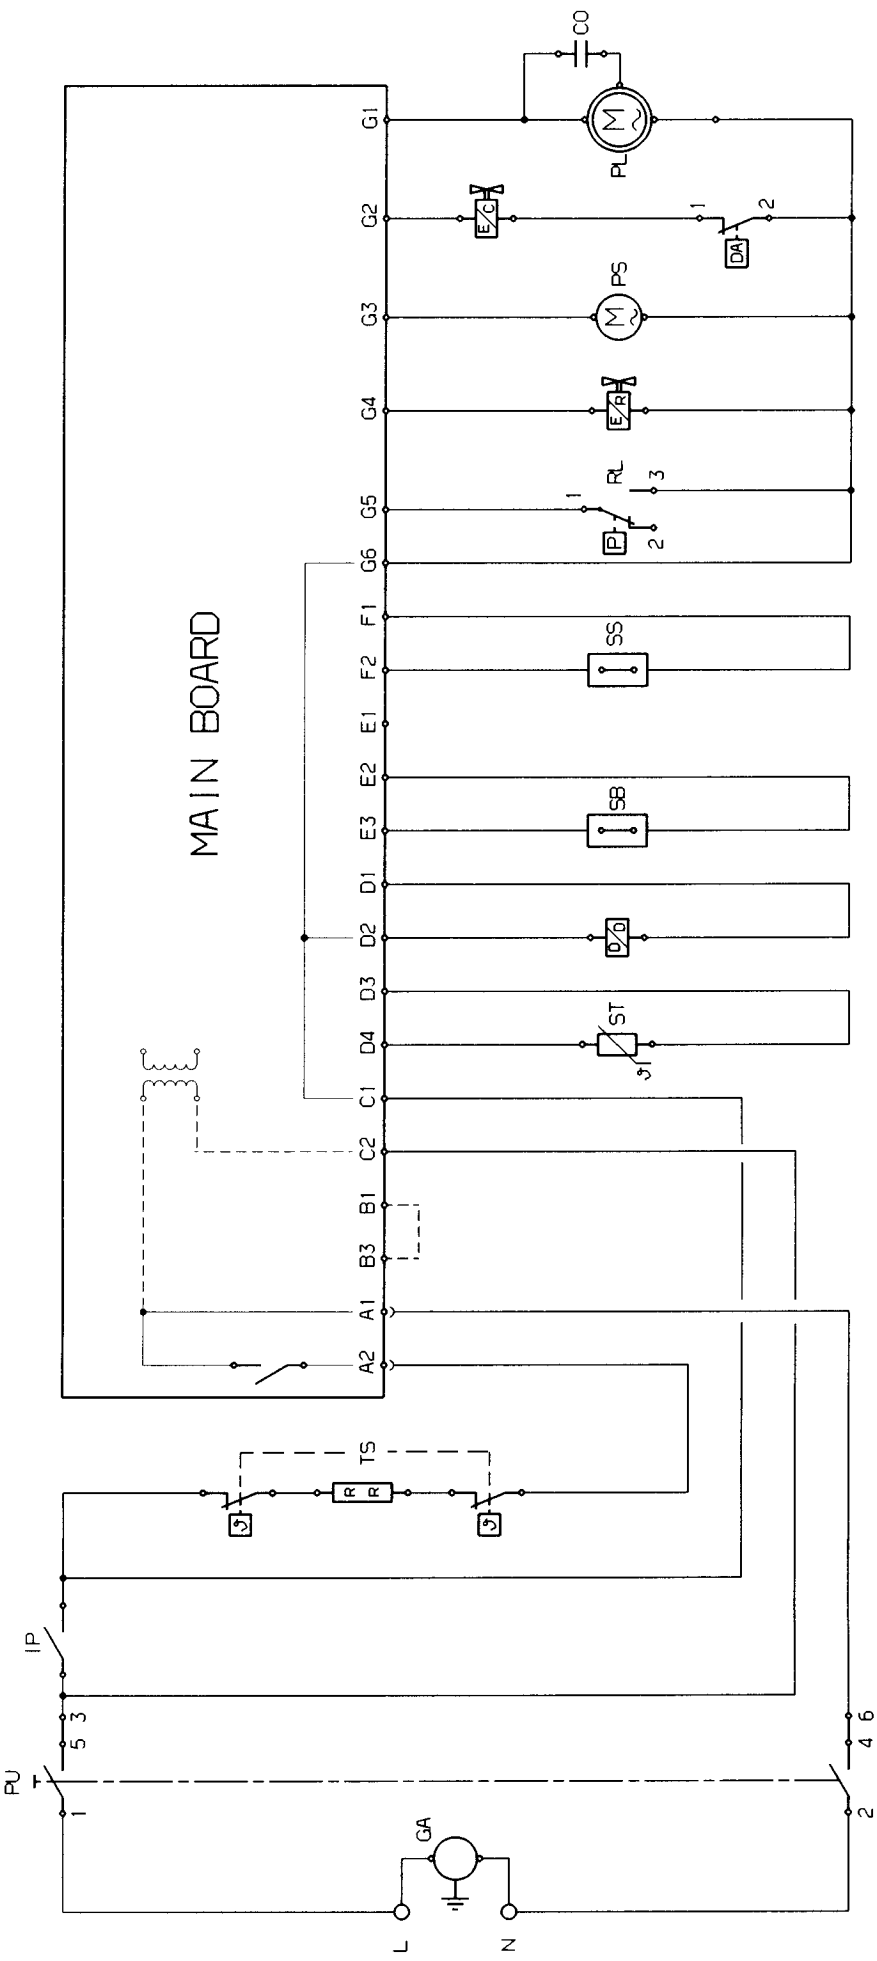 MAIN BOARD
A2
A1
B3
B1
C2
C1
D4
D3
D2
D1
E3
E2
E1
F2
F1
G6
G5
G4
G3
G2
G1
L
N
GA
PU
1
5
3
2
4
6
IP
TS
R R
ϑ
ϑ
ST
ϑ
D/D
SB
SS
P
RL
1
2
3
E/R
PS
M
E/C
DA
1
2
PL
M
CO